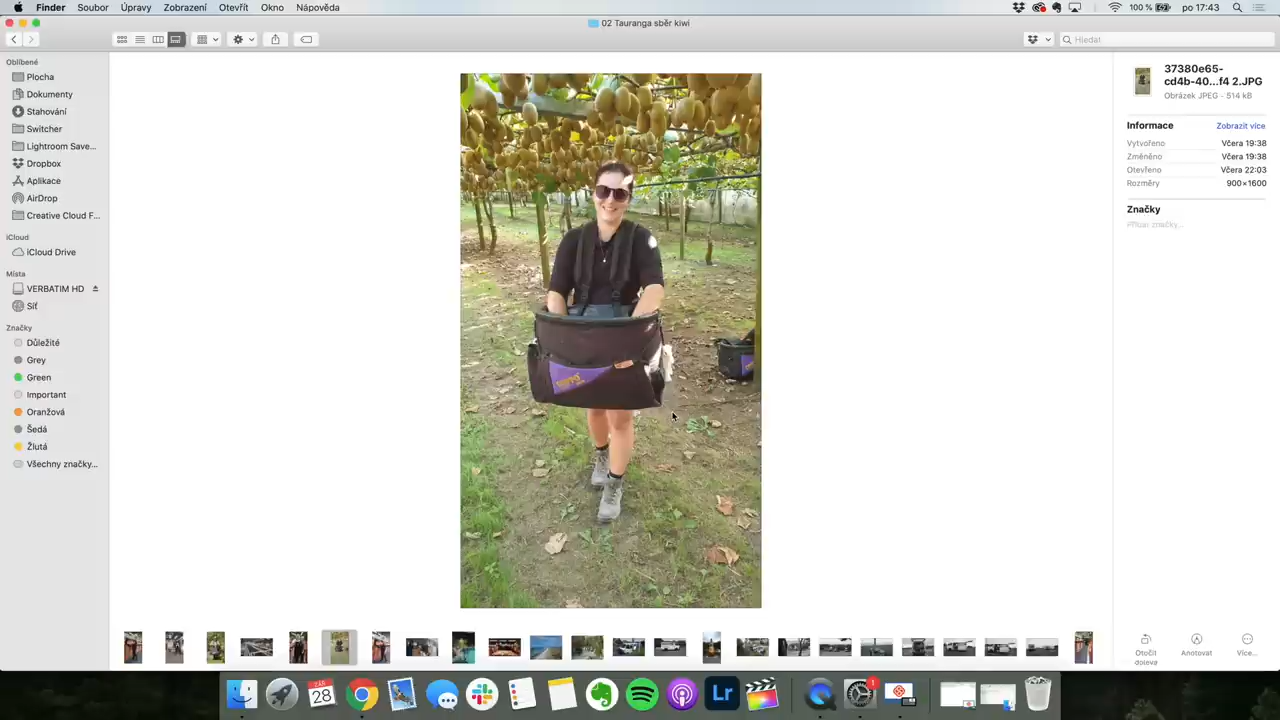 Finder Soubor Úpravy Zobrazení Otevřít Okno Nápověda
100 % po 17:43
02 Tauranga sběr kiwi
Hledat
Oblíbené
Plocha
Dokumenty
Stahování
Switcher
Lightroom Save...
Dropbox
Aplikace
AirDrop
Creative Cloud F...
iCloud
iCloud Drive
Místa
VERBATIM HD
Síť
Značky
Důležité
Grey
Green
Important
Oranžová
Šedá
Žlutá
Všechny značky...
37380e65-
cd4b-40...f4 2.JPG
Obrázek JPEG - 514 kB
Informace Zobrazit více
Vytvořeno Včera 19:38
Změněno Včera 19:38
Otevřeno Včera 22:03
Rozměry 900×1600
Značky
Přidat značky...
Otočit
doleva
Anotovat
Více...
ZÁŘ
28
Lr
1